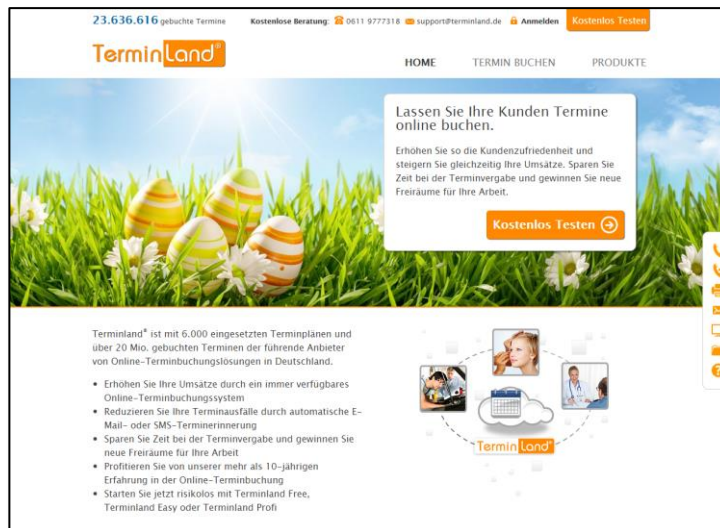 23.636.616 gebuchte Termine Kostenlose Beratung: 0611 9777318 support@terminland.de Anmelden Kostenlos Testen
TerminLand®
HOME TERMIN BUCHEN PRODUKTE
Lassen Sie Ihre Kunden Termine
online buchen.
Erhöhen Sie so die Kundenzufriedenheit und
steigern Sie gleichzeitig Ihre Umsätze. Sparen Sie
Zeit bei der Terminvergabe und gewinnen Sie neue
Freiräume für Ihre Arbeit.
Kostenlos Testen
Terminland® ist mit 6.000 eingesetzten Terminplänen und
über 20 Mio. gebuchten Terminen der führende Anbieter
von Online-Terminbuchungslösungen in Deutschland.
• Erhöhen Sie Ihre Umsätze durch ein immer verfügbares
Online-Terminbuchungssystem
• Reduzieren Sie Ihre Terminausfälle durch automatische E-
Mail- oder SMS-Terminerinnerung
• Sparen Sie Zeit bei der Terminvergabe und gewinnen Sie
neue Freiräume für Ihre Arbeit
• Profitieren Sie von unserer mehr als 10-jährigen
Erfahrung in der Online-Terminbuchung
• Starten Sie jetzt risikolos mit Terminland Free,
Terminland Easy oder Terminland Profi
TerminLand®